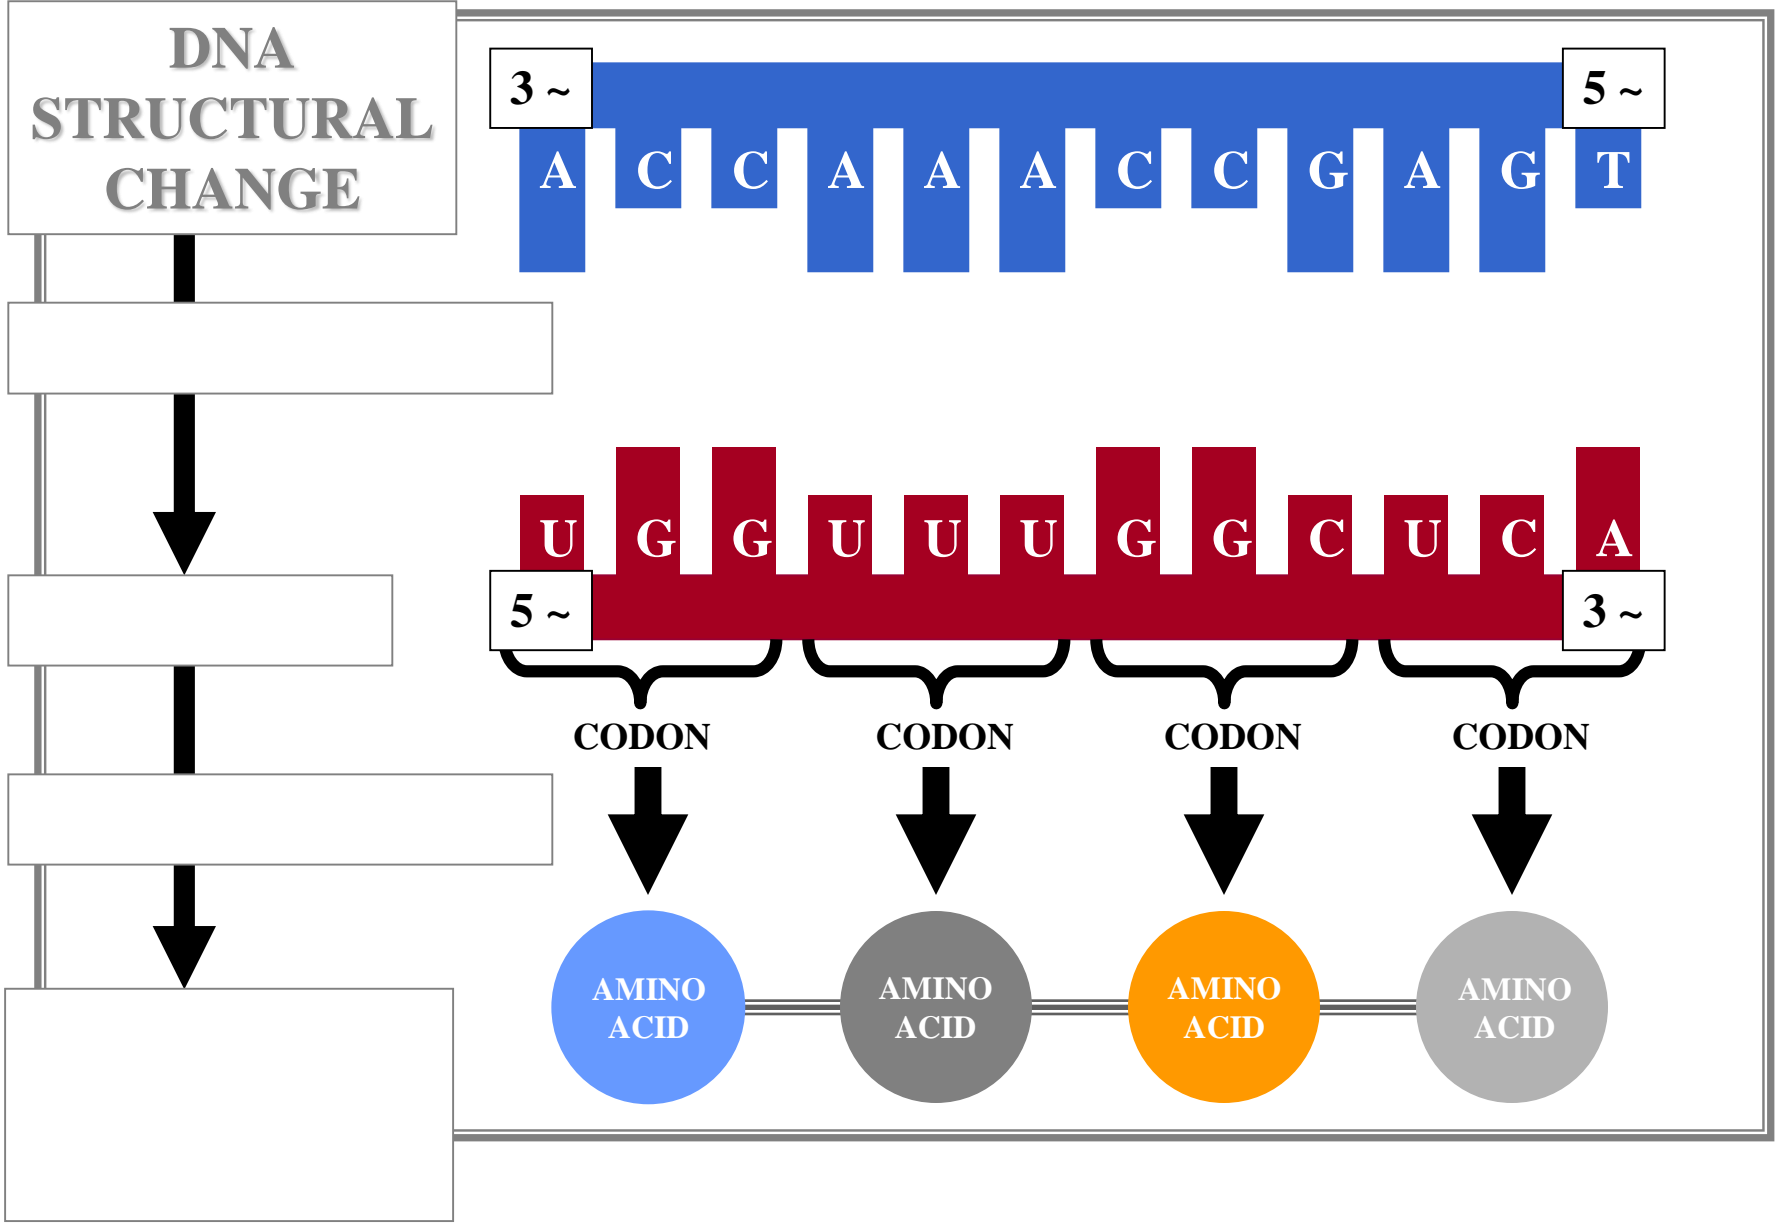 DNA
STRUCTURAL
CHANGE
3 ~
5 ~
A C C A A A C C G A G T
U G G U U U G G C U C A
5 ~
3 ~
CODON CODON CODON CODON
AMINO
ACID
AMINO
ACID
AMINO
ACID
AMINO
ACID